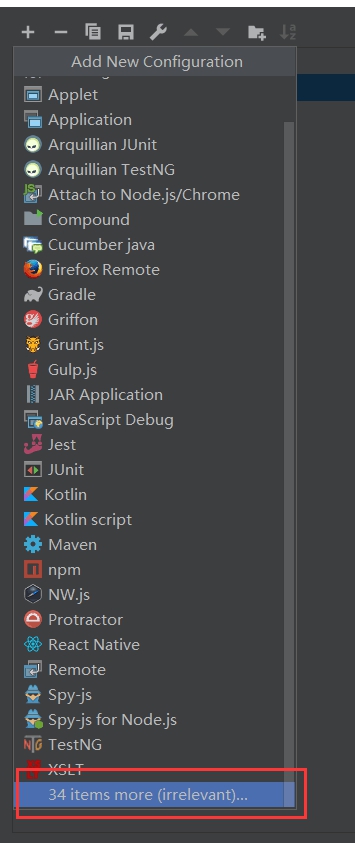 Add New Configuration
Applet
Application
Arquillian JUnit
Arquillian TestNG
Attach to Node.js/Chrome
Compound
Cucumber java
Firefox Remote
Gradle
Griffon
Grunt.js
Gulp.js
JAR Application
JavaScript Debug
Jest
JUnit
Kotlin
Kotlin script
Maven
npm
NW.js
Protractor
React Native
Remote
Spy-js
Spy-js for Node.js
TestNG
XSLT
34 items more (irrelevant)...